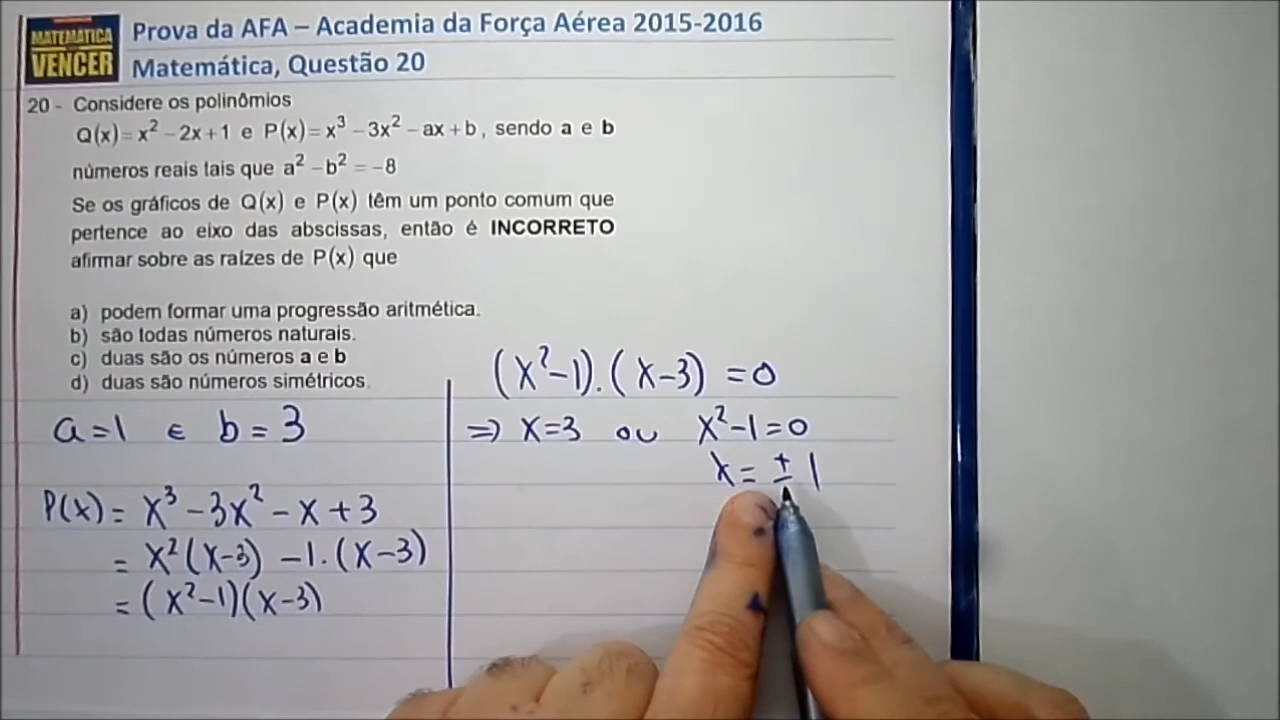 MATEMÁTICA
VENCER
Prova da AFA – Academia da Força Aérea 2015-2016
Matemática, Questão 20
20 - Considere os polinômios
Q(x) = x² - 2x + 1 e P(x) = x³ - 3x² - ax + b, sendo a e b
números reais tais que a² - b² = -8
Se os gráficos de Q(x) e P(x) têm um ponto comum que
pertence ao eixo das abscissas, então é INCORRETO
afirmar sobre as raízes de P(x) que
a) podem formar uma progressão aritmética.
b) são todas números naturais.
c) duas são os números a e b
d) duas são números simétricos.
a = 1 e b = 3
P(x) = x³ - 3x² - x + 3
= x²(x-3) - 1.(x-3)
= (x²-1)(x-3)
(x²-1).(x-3) = 0
⇒ x=3 ou x²-1=0
x = ± 1